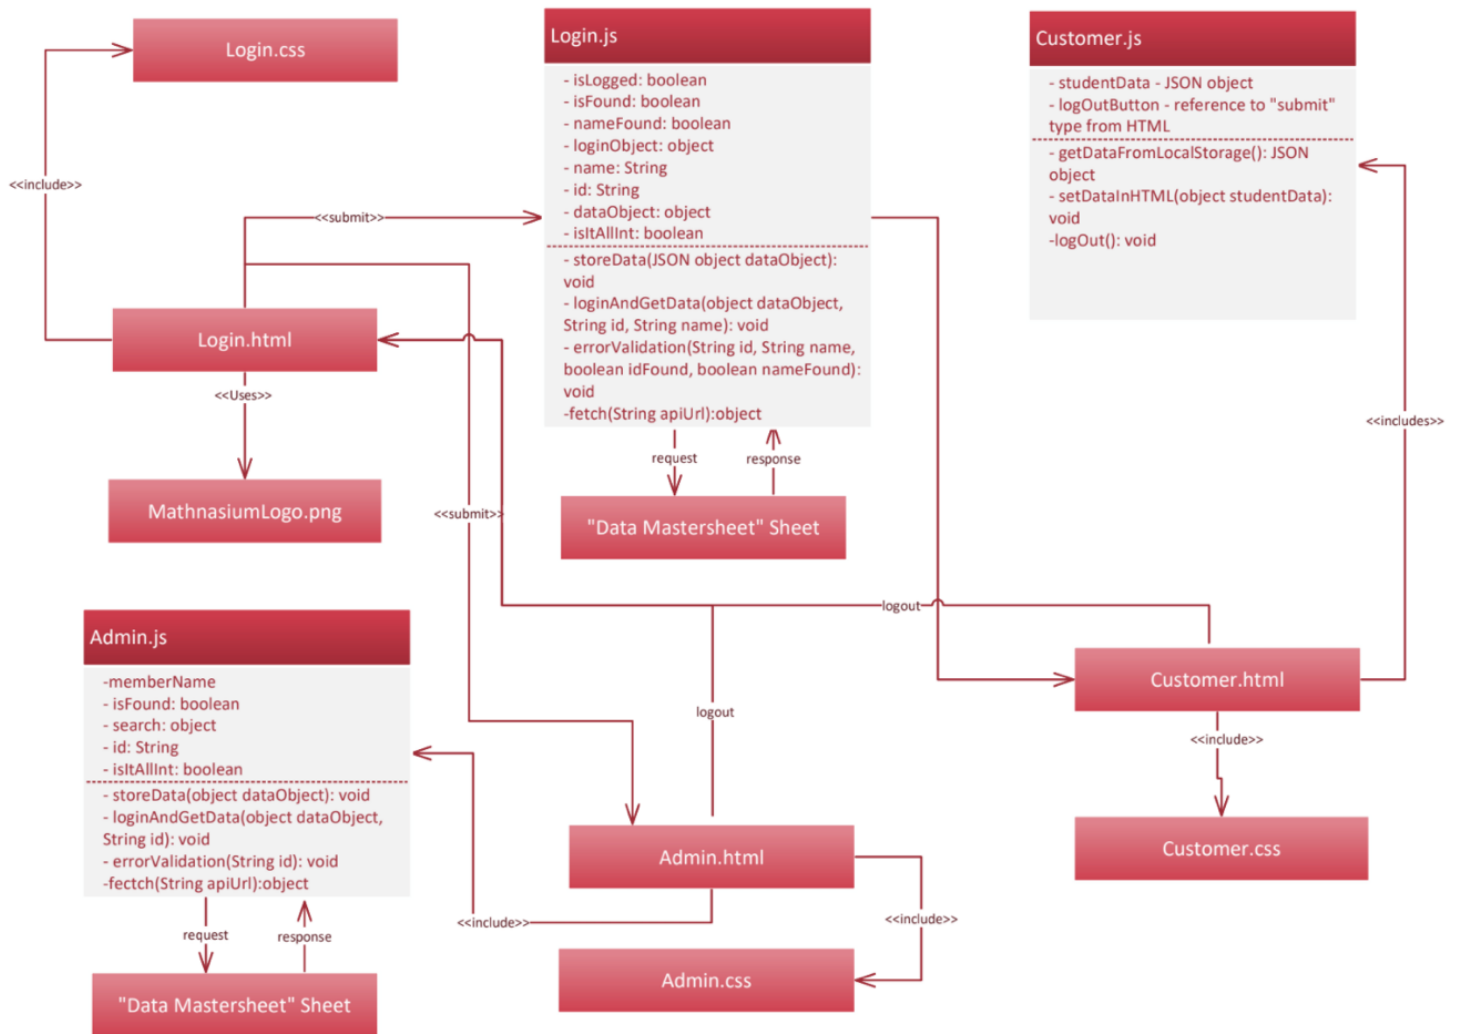 Login.css
<<include>>
Login.html
<<Uses>>
MathnasiumLogo.png
<<submit>>
<<submit>>
Login.js
- isLogged: boolean
- isFound: boolean
- nameFound: boolean
- loginObject: object
- name: String
- id: String
- dataObject: object
- isItAllInt: boolean
- storeData(JSON object dataObject):
void
- loginAndGetData(object dataObject,
String id, String name): void
- errorValidation(String id, String name,
boolean idFound, boolean nameFound):
void
-fetch(String apiUrl):object
request
response
"Data Mastersheet" Sheet
Customer.js
- studentData - JSON object
- logOutButton - reference to "submit"
type from HTML
- getDataFromLocalStorage(): JSON
object
- setDataInHTML(object studentData):
void
-logOut(): void
<<includes>>
logout
Customer.html
<<include>>
Customer.css
Admin.js
-memberName
- isFound: boolean
- search: object
- id: String
- isItAllInt: boolean
- storeData(object dataObject): void
- loginAndGetData(object dataObject,
String id): void
- errorValidation(String id): void
-fectch(String apiUrl):object
request
response
"Data Mastersheet" Sheet
logout
Admin.html
<<include>>
<<include>>
Admin.css